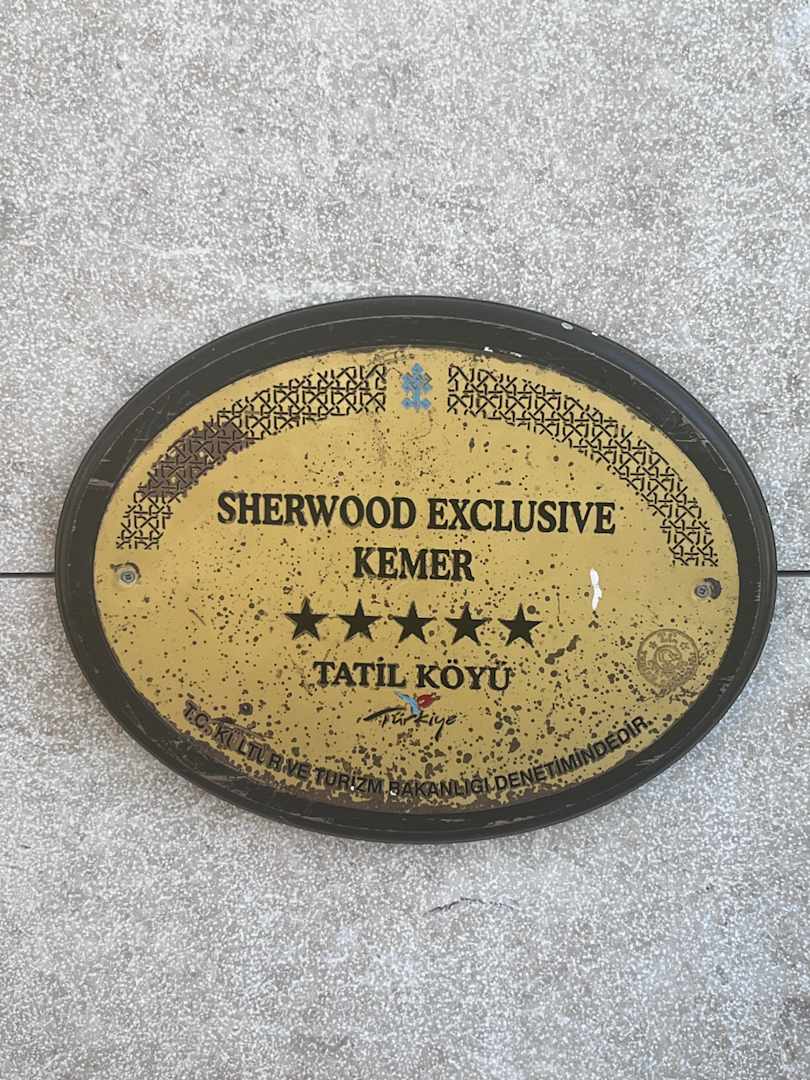 SHERWOOD EXCLUSIVE
KEMER
TATİL KÖYÜ
Türkiye
T.C. KÜLTÜR VE TURİZM BAKANLIĞI DENETİMİNDEDİR.